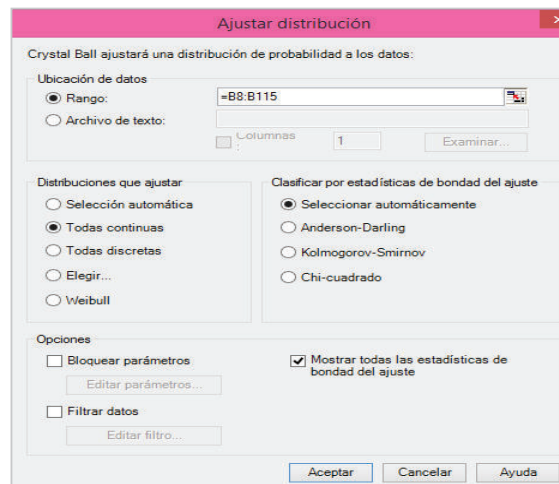 Ajustar distribución
Crystal Ball ajustará una distribución de probabilidad a los datos:
Ubicación de datos
Rango:
=B8:B115
Archivo de texto:
Columnas
:
1
Examinar...
Distribuciones que ajustar
Selección automática
Todas continuas
Todas discretas
Elegir...
Weibull
Clasificar por estadísticas de bondad del ajuste
Seleccionar automáticamente
Anderson-Darling
Kolmogorov-Smirnov
Chi-cuadrado
Opciones
Bloquear parámetros
Editar parámetros...
Filtrar datos
Editar filtro...
Mostrar todas las estadísticas de
bondad del ajuste
Aceptar
Cancelar
Ayuda